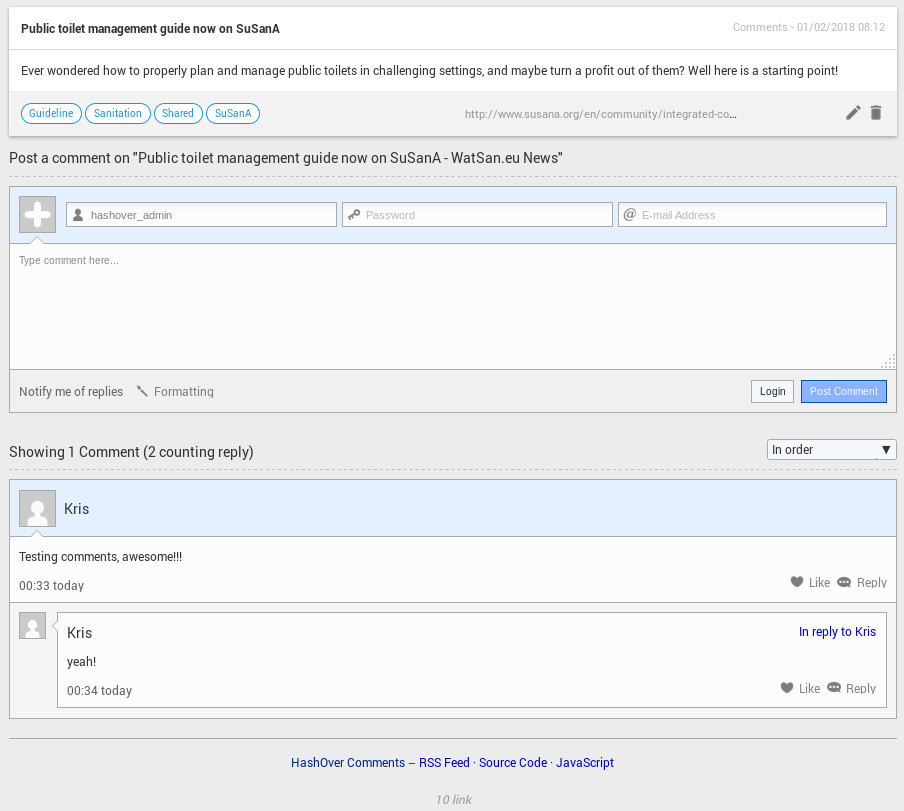 Public toilet management guide now on SuSanA
Comments - 01/02/2018 08:12
Ever wondered how to properly plan and manage public toilets in challenging settings, and maybe turn a profit out of them? Well here is a starting point!
Guideline Sanitation Shared SuSanA http://www.susana.org/en/community/integrated-co...
Post a comment on "Public toilet management guide now on SuSanA - WatSan.eu News"
hashover_admin Password @ E-mail Address
Type comment here...
Notify me of replies Formatting Login Post Comment
Showing 1 Comment (2 counting reply) In order
Kris
Testing comments, awesome!!!
00:33 today Like Reply
Kris In reply to Kris
yeah!
00:34 today Like Reply
HashOver Comments – RSS Feed · Source Code · JavaScript
10 link